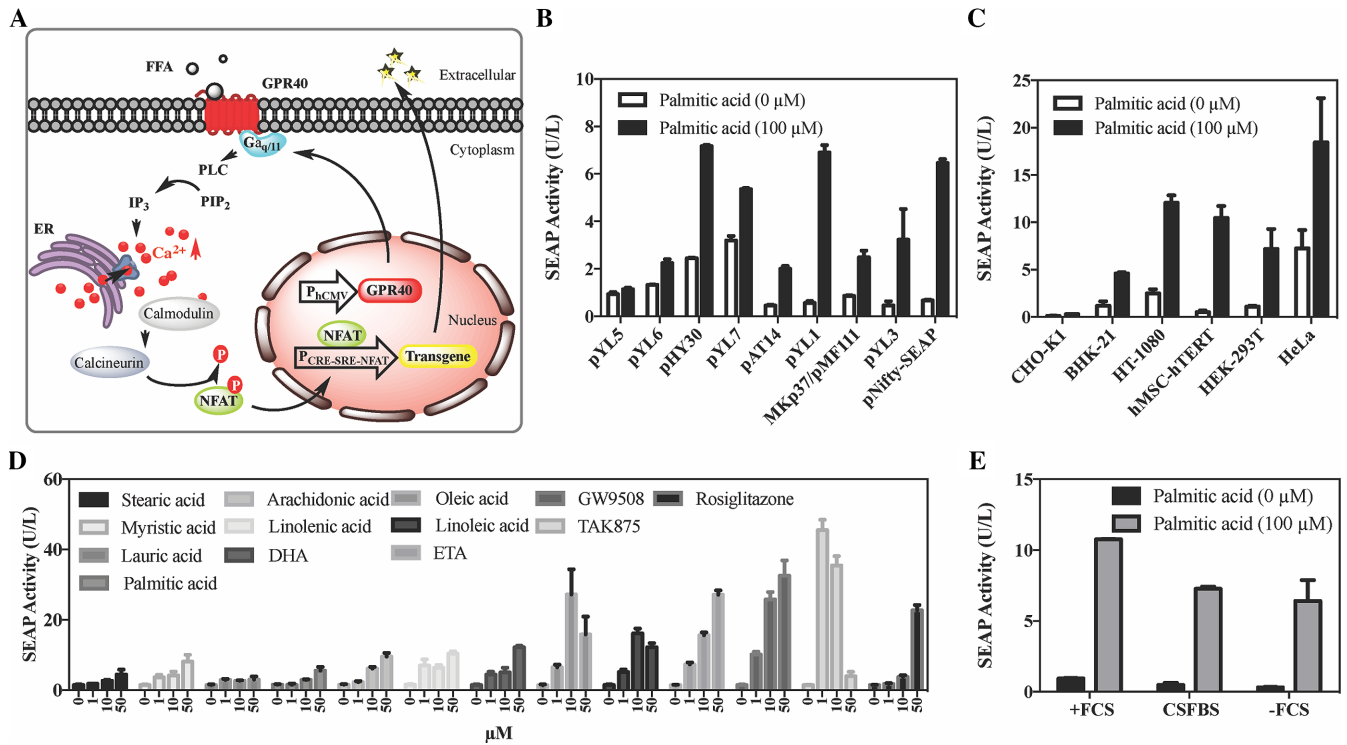 A
FFA
GPR40
Extracellular
Gαq/11
Cytoplasm
PLC
IP3
PIP2
ER
Ca2+
PhCMV
GPR40
Calmodulin
Nucleus
NFAT
PCRE-SRE-NFAT
Transgene
Calcineurin
P
P
NFAT
B
SEAP Activity (U/L)
10
8
6
4
2
0
Palmitic acid (0 µM)
Palmitic acid (100 µM)
pYL5
pYL6
pHY30
pYL7
pAT14
pYL1
MKp37/pMF111
pYL3
pNifty-SEAP
C
SEAP Activity (U/L)
25
20
15
10
5
0
Palmitic acid (0 µM)
Palmitic acid (100 µM)
CHO-K1
BHK-21
HT-1080
hMSC-hTERT
HEK-293T
HeLa
D
SEAP Activity (U/L)
60
40
20
0
Stearic acid
Myristic acid
Lauric acid
Palmitic acid
Arachidonic acid
Linolenic acid
DHA
Oleic acid
Linoleic acid
ETA
GW9508
TAK875
Rosiglitazone
0 1 10 50
0 1 10 50
0 1 10 50
0 1 10 50
0 1 10 50
0 1 10 50
0 1 10 50
0 1 10 50
0 1 10 50
0 1 10 50
0 1 10 50
0 1 10 50
0 1 10 50
µM
E
SEAP Activity (U/L)
15
10
5
0
Palmitic acid (0 µM)
Palmitic acid (100 µM)
+FCS
CSFBS
-FCS